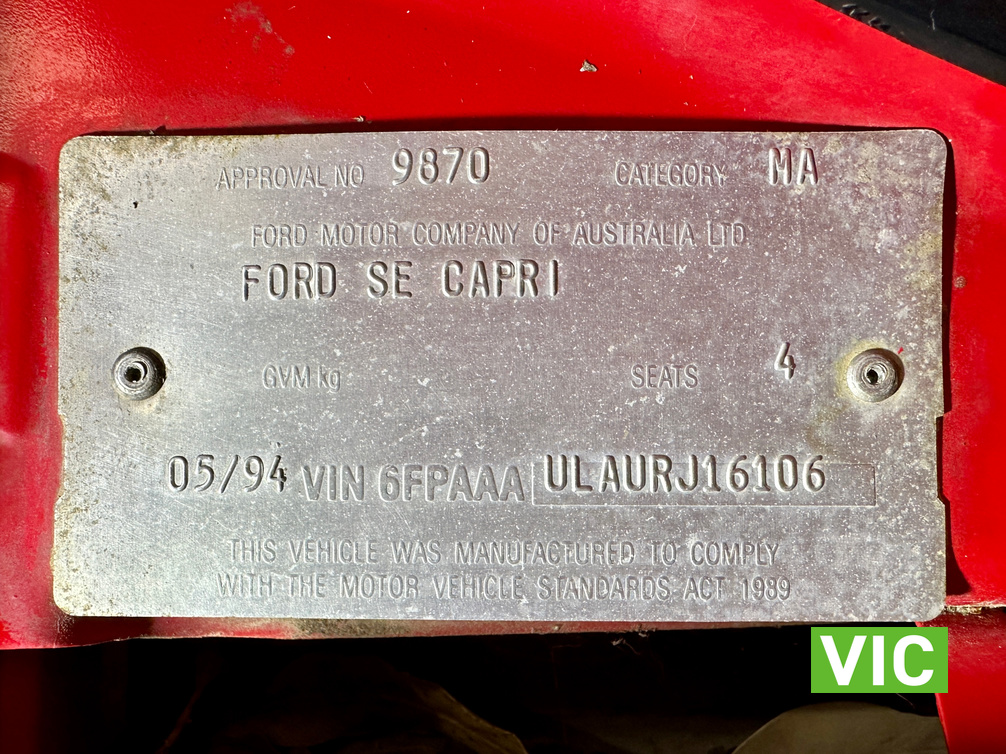 APPROVAL NO 9870 CATEGORY MA
FORD MOTOR COMPANY OF AUSTRALIA LTD
FORD SE CAPRI
GVM kg SEATS 4
05/94 VIN 6FPAAA ULAURJ16106
THIS VEHICLE WAS MANUFACTURED TO COMPLY
WITH THE MOTOR VEHICLE STANDARDS ACT 1989
VIC